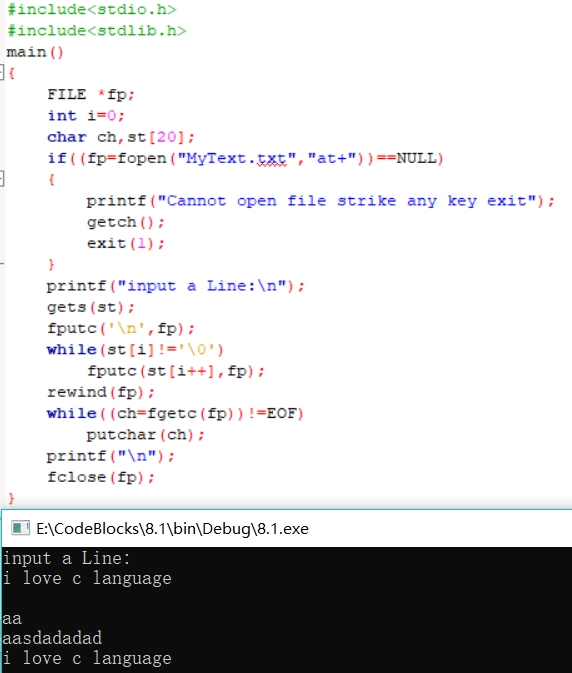 #include<stdio.h>
#include<stdlib.h>
main()
{
FILE *fp;
int i=0;
char ch,st[20];
if((fp=fopen("MyText.txt","at+"))==NULL)
{
printf("Cannot open file strike any key exit");
getch();
exit(1);
}
printf("input a Line:\n");
gets(st);
fputc('\n',fp);
while(st[i]!='\0')
fputc(st[i++],fp);
rewind(fp);
while((ch=fgetc(fp))!=EOF)
putchar(ch);
printf("\n");
fclose(fp);
}
E:\CodeBlocks\8.1\bin\Debug\8.1.exe
input a Line:
i love c language
aa
aasdadadad
i love c language